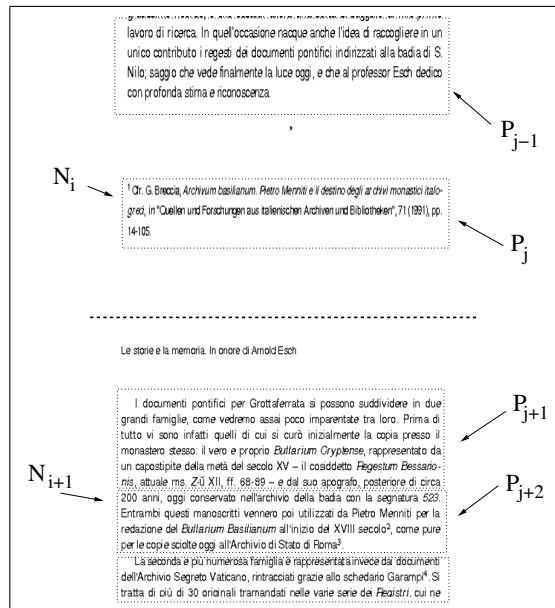 lavoro di ricerca. In quell'occasione nacque anche l'idea di raccogliere in un
unico contributo i regesti dei documenti pontifici indirizzati alla badia di S.
Nilo; saggio che vede finalmente la luce oggi, e che al professor Esch dedico
con profonda stima e riconoscenza.
P j–1
*
N i
1 Cfr. G. Breccia, Archivum basilianum. Pietro Menniti e il destino degli archivi monastici italo-
greci, in "Quellen und Forschungen aus italienischen Archiven und Bibliotheken", 71 (1991), pp.
14-105.
P j
Le storie e la memoria. In onore di Arnold Esch
I documenti pontifici per Grottaferrata si possono suddividere in due
grandi famiglie, come vedremo assai poco imparentate tra loro. Prima di
tutto vi sono infatti quelli di cui si curò inizialmente la copia presso il
monastero stesso: il vero e proprio Bullarium Cryptense, rappresentato da
un capostipite della metà del secolo XV – il cosiddetto Regestum Bessario-
nis, attuale ms. Z-ü XII, ff. 68-89 – e dal suo apografo, posteriore di circa
P j+1
N i+1
200 anni, oggi conservato nell'archivio della badia con la segnatura 523.
Entrambi questi manoscritti vennero poi utilizzati da Pietro Menniti per la
redazione del Bullarium Basilianum all'inizio del XVIII secolo2, come pure
per le copie sciolte oggi all'Archivio di Stato di Roma3.
P j+2
La seconda e più numerosa famiglia è rappresentata invece dai documenti
dell'Archivio Segreto Vaticano, rintracciati grazie allo schedario Garampi4. Si
tratta di più di 30 originali tramandati nelle varie serie dei Registri, cui ne